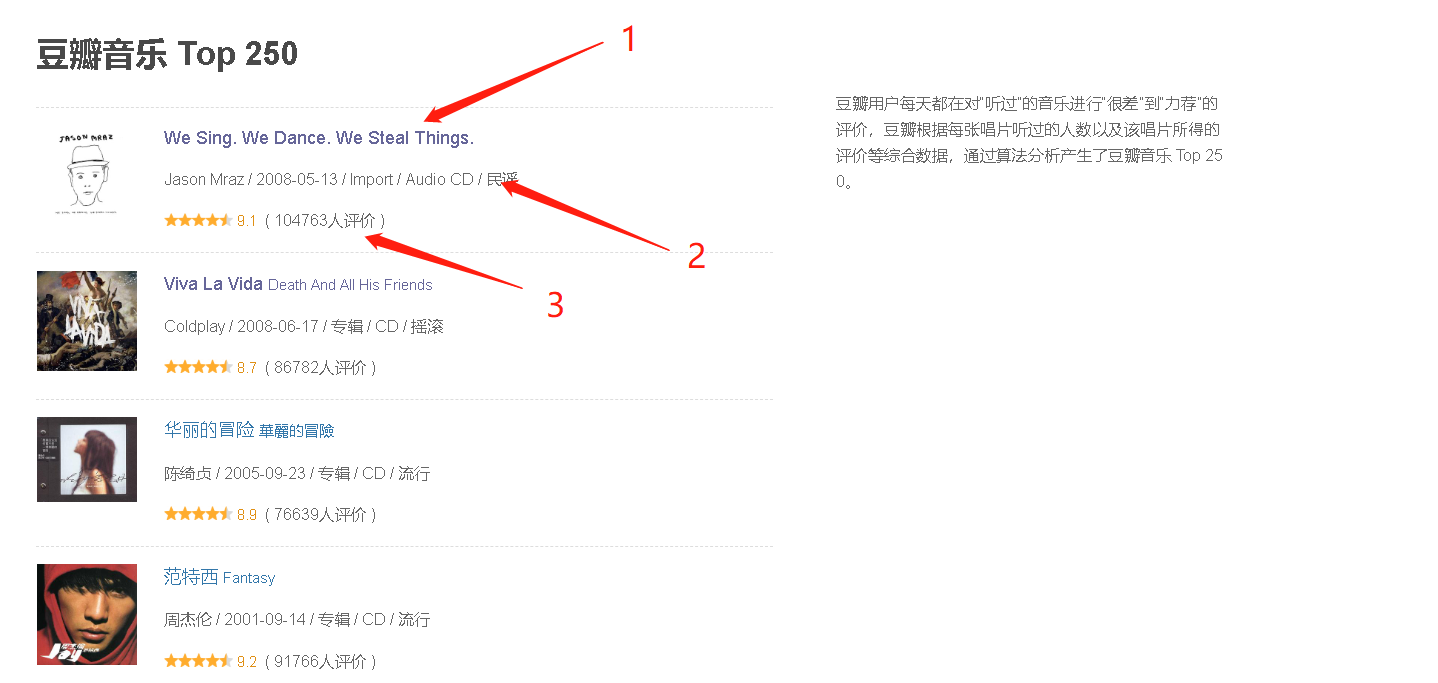 豆瓣音乐 Top 250
1
JASON MRAZ
We Sing. We Dance. We Steal Things.
Jason Mraz / 2008-05-13 / Import / Audio CD / 民谣
9.1 ( 104763人评价 )
2
3
VIVA LA VIDA
Viva La Vida Death And All His Friends
Coldplay / 2008-06-17 / 专辑 / CD / 摇滚
8.7 ( 86782人评价 )
华丽的冒险 華麗的冒險
陈绮贞 / 2005-09-23 / 专辑 / CD / 流行
8.9 ( 76639人评价 )
范特西 Fantasy
周杰伦 / 2001-09-14 / 专辑 / CD / 流行
Jay
9.2 ( 91766人评价 )
豆瓣用户每天都在对"听过"的音乐进行"很差"到"力荐"的
评价，豆瓣根据每张唱片听过的人数以及该唱片所得的
评价等综合数据，通过算法分析产生了豆瓣音乐 Top 25
0。